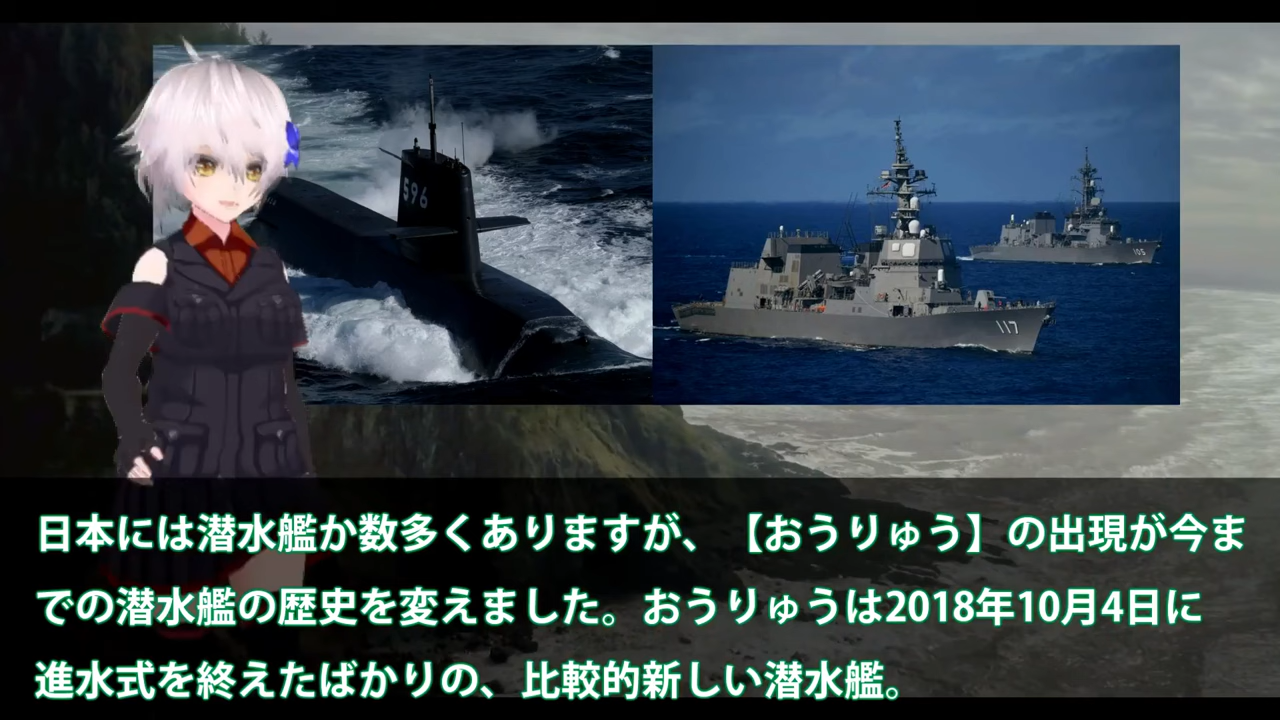 596
117
105
日本には潜水艦か数多くありますが、【おうりゅう】の出現が今ま
での潜水艦の歴史を変えました。おうりゅうは2018年10月4日に
進水式を終えたばかりの、比較的新しい潜水艦。